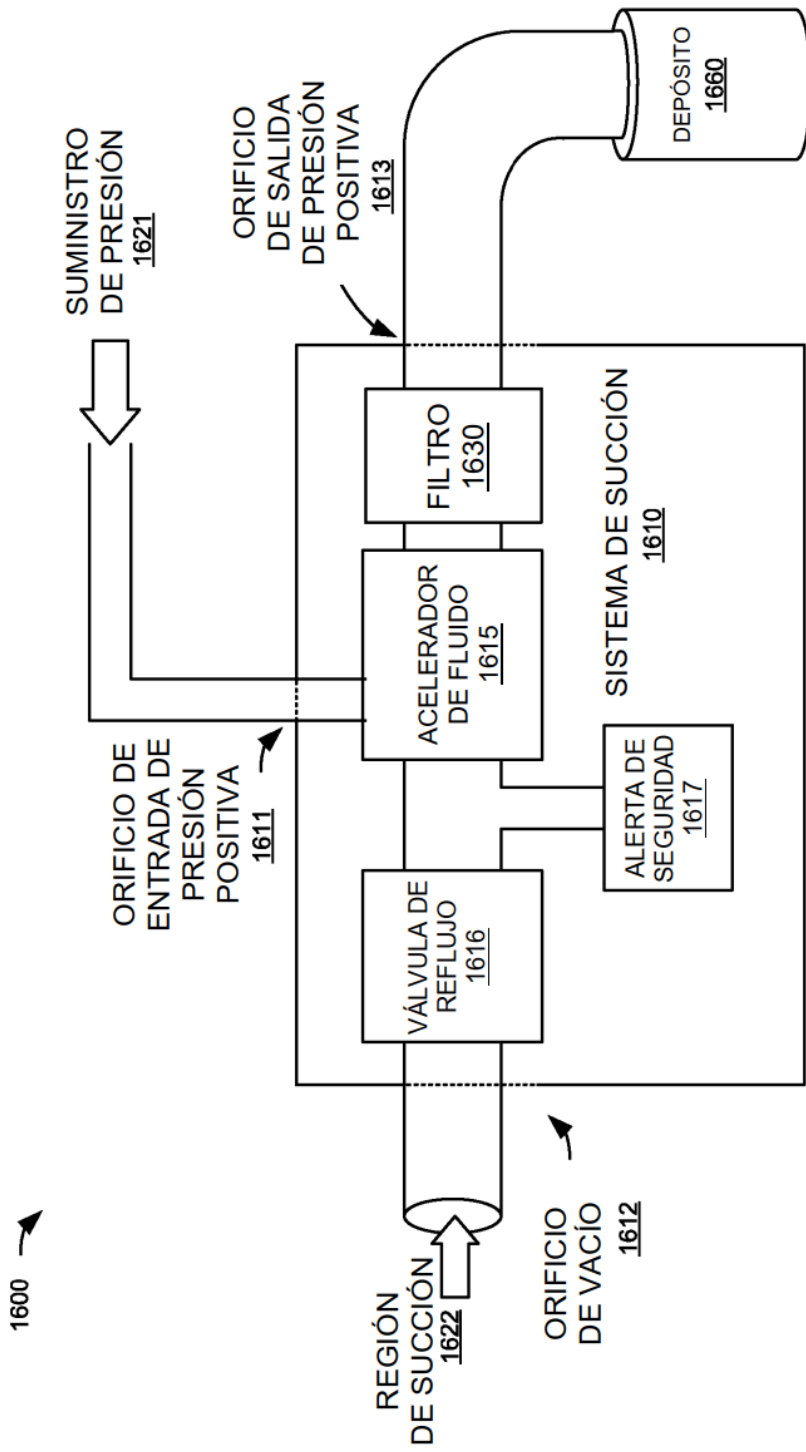 1600
SUMINISTRO
DE PRESIÓN
1621
ORIFICIO DE
ENTRADA DE
PRESIÓN
POSITIVA
1611
ORIFICIO
DE SALIDA
DE PRESIÓN
POSITIVA
1613
REGIÓN
DE SUCCIÓN
1622
VÁLVULA DE
REFLUJO
1616
ACELERADOR
DE FLUIDO
1615
FILTRO
1630
DEPÓSITO
1660
ORIFICIO
DE VACÍO
1612
ALERTA DE
SEGURIDAD
1617
SISTEMA DE SUCCIÓN
1610